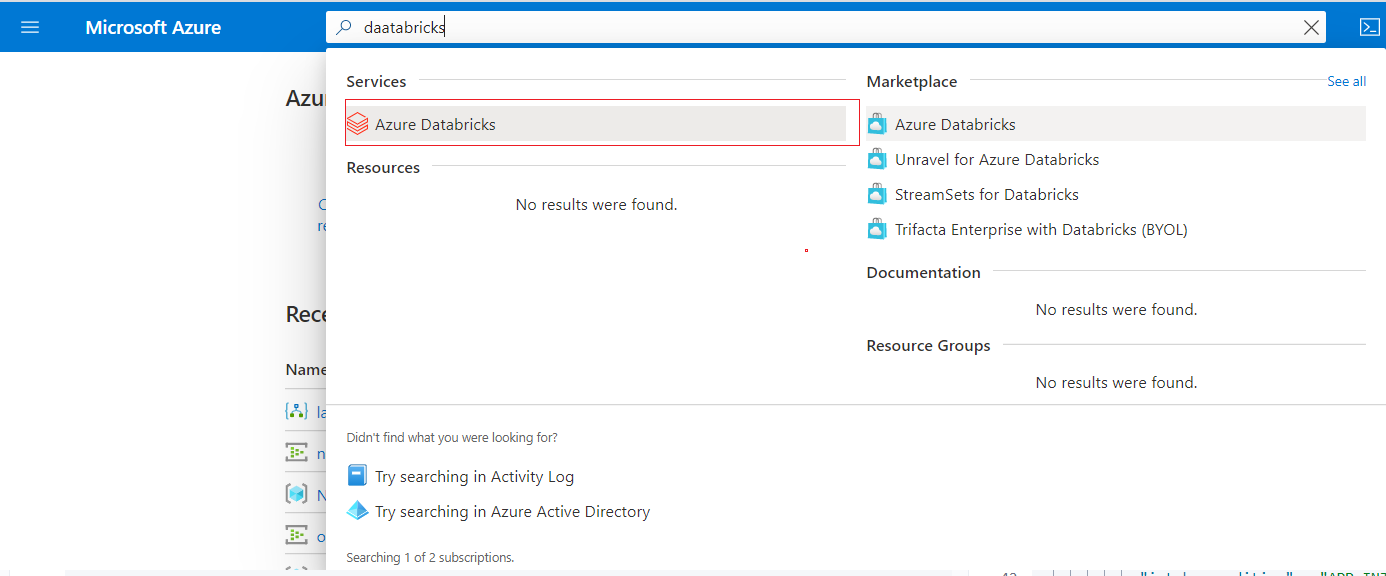 Microsoft Azure
daatabricks
Services
Azure Databricks
Resources
No results were found.
Marketplace
See all
Azure Databricks
Unravel for Azure Databricks
StreamSets for Databricks
Trifacta Enterprise with Databricks (BYOL)
Documentation
No results were found.
Resource Groups
No results were found.
Didn't find what you were looking for?
Try searching in Activity Log
Try searching in Azure Active Directory
Searching 1 of 2 subscriptions.
Azu
re
Rece
Name
la
n
N
o